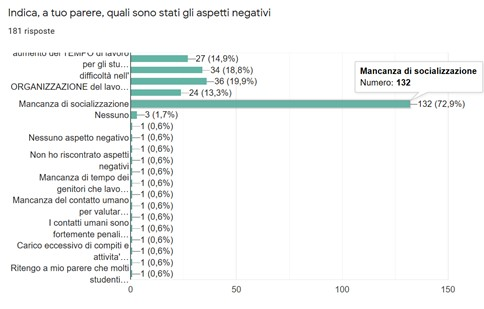 Indica, a tuo parere, quali sono stati gli aspetti negativi
181 risposte
aumento del TEMPO di lavoro
per gli stu…
27 (14,9%)
difficoltà nell'
34 (18,8%)
ORGANIZZAZIONE del lavo…
36 (19,9%)
24 (13,3%)
Mancanza di socializzazione
Numero: 132
Mancanza di socializzazione
132 (72,9%)
Nessuno
3 (1,7%)
1 (0,6%)
Nessuno aspetto negativo
1 (0,6%)
1 (0,6%)
Non ho riscontrato aspetti
negativi
1 (0,6%)
1 (0,6%)
Mancanza di tempo dei
genitori che lavo…
1 (0,6%)
1 (0,6%)
Mancanza del contatto umano
per valutar…
1 (0,6%)
1 (0,6%)
I contatti umani sono
fortemente penali…
1 (0,6%)
1 (0,6%)
Carico eccessivo di compiti e
attivita'…
1 (0,6%)
1 (0,6%)
Ritengo a mio parere che molti
studenti…
1 (0,6%)
0
50
100
150